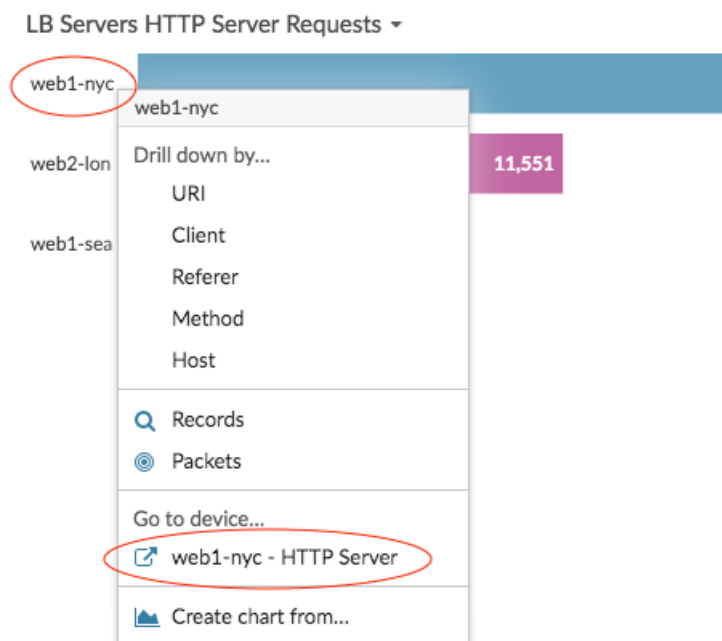 LB Servers HTTP Server Requests
web1-nyc
web1-nyc
Drill down by...
web2-lon
11,551
URI
Client
web1-sea
Referer
Method
Host
Records
Packets
Go to device...
web1-nyc - HTTP Server
Create chart from...